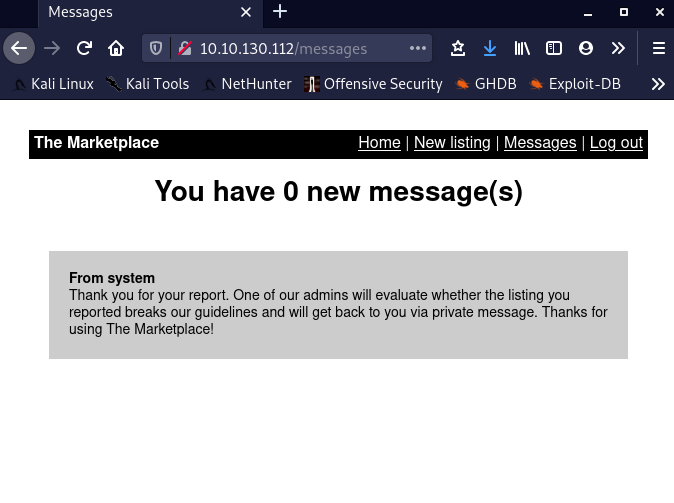 Messages
10.10.130.112/messages
Kali Linux Kali Tools NetHunter Offensive Security GHDB Exploit-DB
The Marketplace Home | New listing | Messages | Log out
You have 0 new message(s)
From system
Thank you for your report. One of our admins will evaluate whether the listing you
reported breaks our guidelines and will get back to you via private message. Thanks for
using The Marketplace!